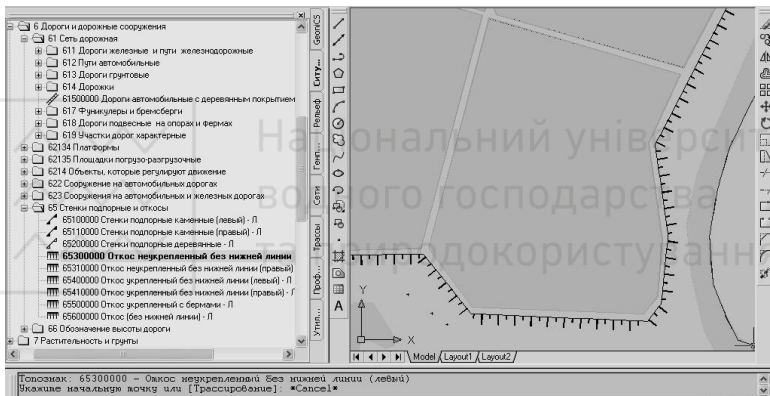 6 Дороги и дорожные сооружения
61 Сеть дорожная
611 Дороги железные и пути железнодорожные
612 Пути автомобильные
613 Дороги грунтовые
614 Дорожки
61500000 Дороги автомобильные с деревянным покрытием
617 Фуникулеры и бремсберги
618 Дороги подвесные на опорах и фермах
619 Участки дорог характерные
62134 Платформы
62135 Площадки погрузо-разгрузочные
6214 Объекты, которые регулируют движение
622 Сооружения на автомобильных дорогах
623 Сооружения на автомобильных и железных дорогах
65 Стенки подпорные и откосы
65100000 Стенки подпорные каменные (левый) - Л
65110000 Стенки подпорные каменные (правый) - Л
65200000 Стенки подпорные деревянные - Л
65300000 Откос неукрепленный без нижней линии
65310000 Откос неукрепленный без нижней линии (правый)
65400000 Откос укрепленный без нижней линии (левый) - Л
65410000 Откос укрепленный без нижней линии (правый) - Л
65500000 Откос укрепленный с бермами - Л
65600000 (без нижней линии) - Л
66 Обозначение высоты дороги
7 Растительность и грунты
GeoniCS
Ситу...
Рельеф
Генп...
Сети
Трассы
Проф...
Утил...
A
Національний університ
водного господарства
та природокористуванн
Y
X
Model
Layout1
Layout2
Топознак: 65300000 - Откос неукрепленный без нижней линии (левый)
Укажите начальную точку или [Трассирование]: *Cancel*